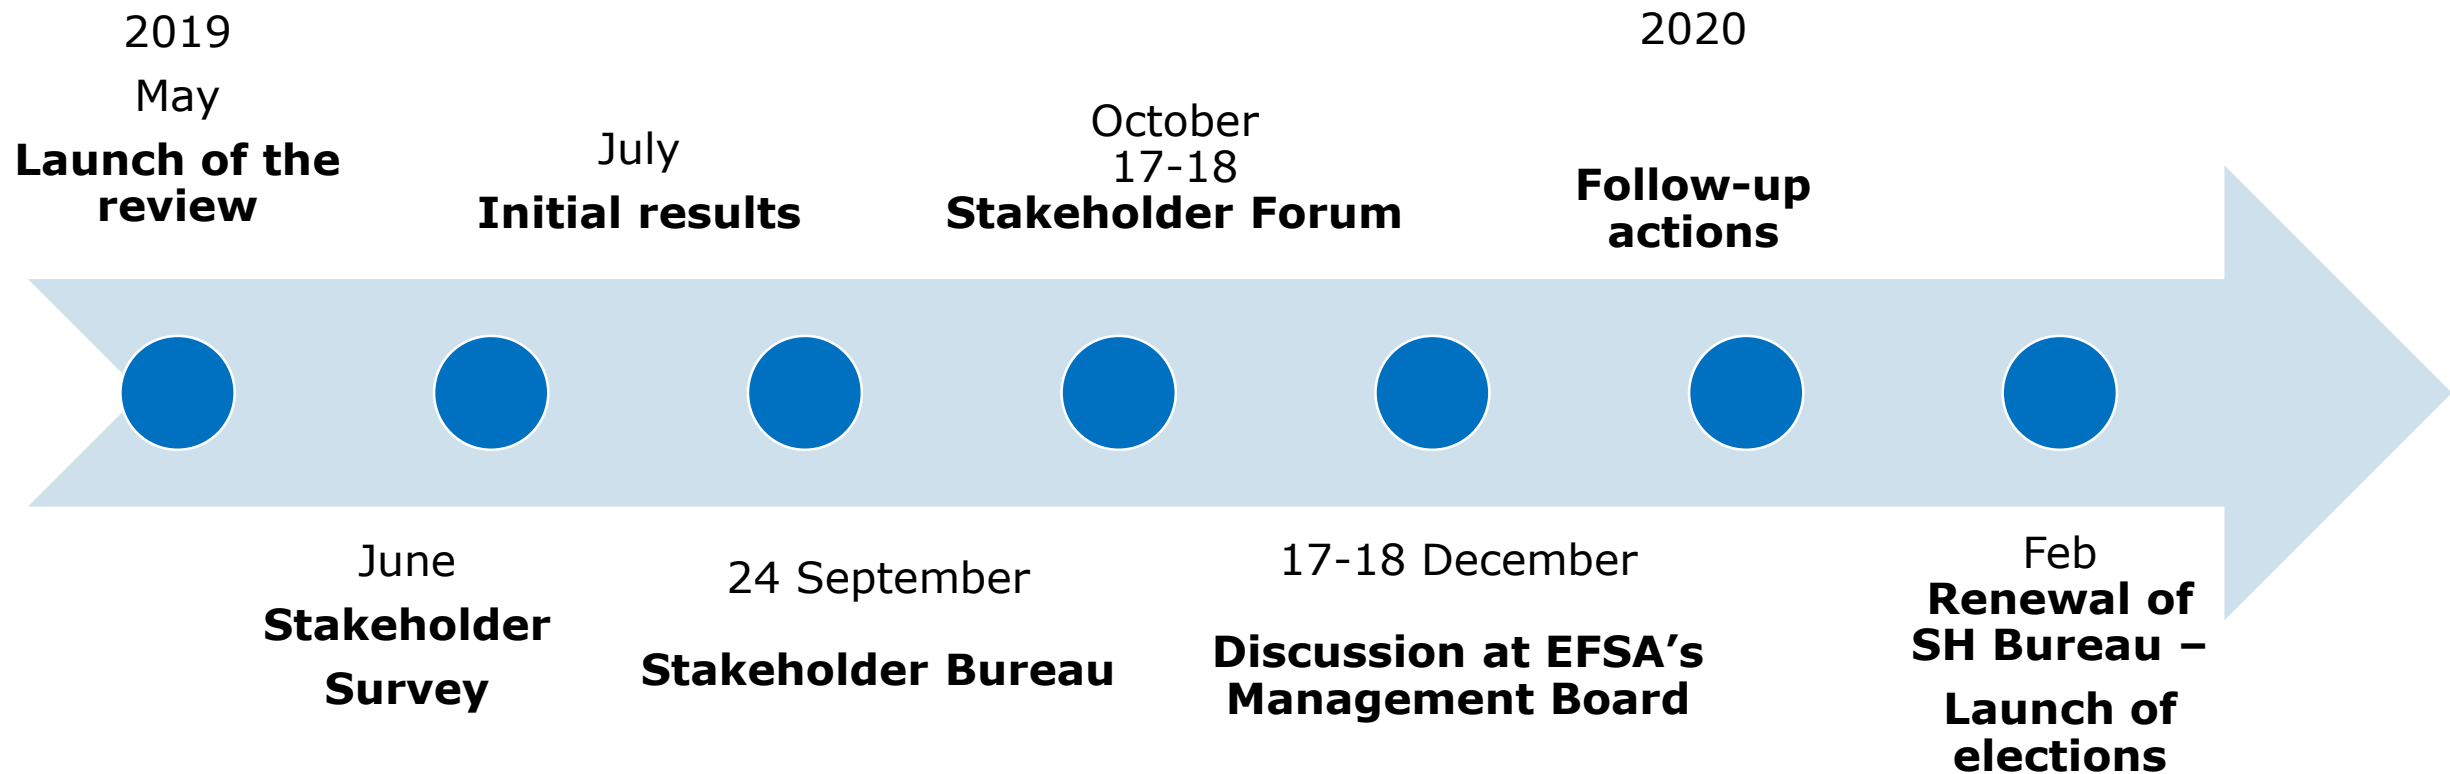 2019
May
Launch of the
review
June
Stakeholder
Survey
July
Initial results
24 September
Stakeholder Bureau
October
17-18
Stakeholder Forum
17-18 December
Discussion at EFSA’s
Management Board
2020
Follow-up
actions
Feb
Renewal of
SH Bureau –
Launch of
elections